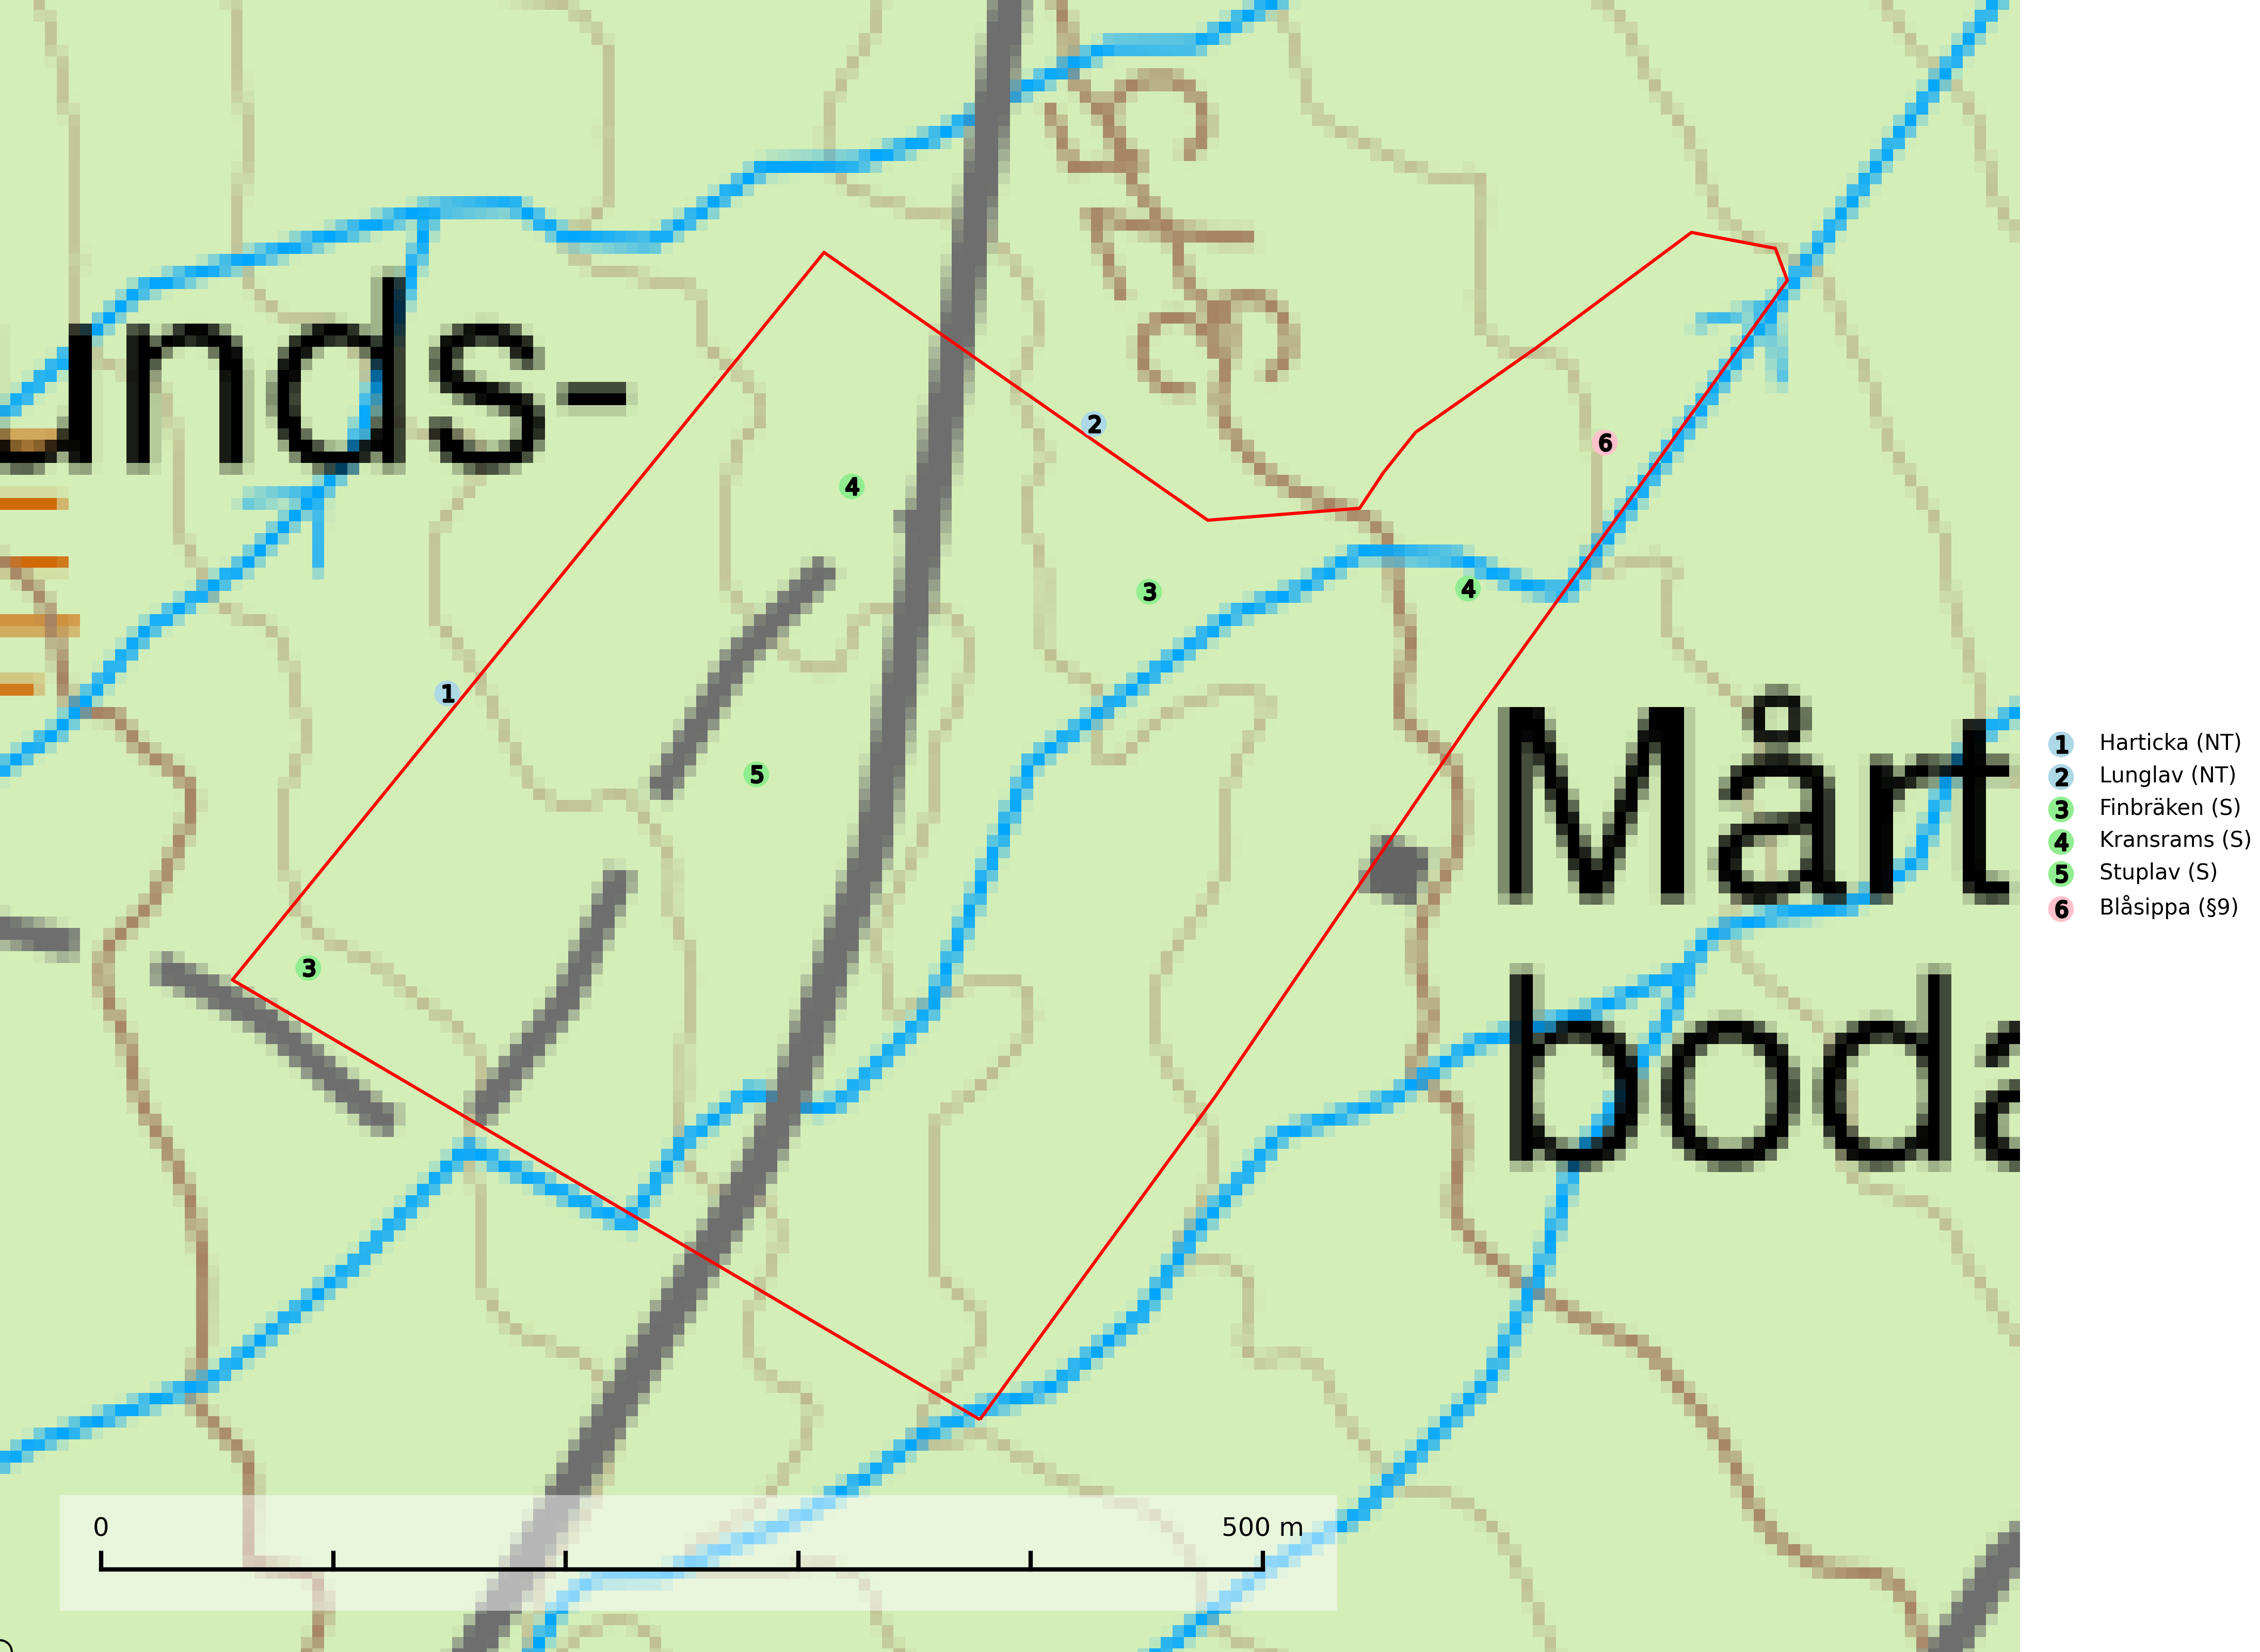 345
unds-
2
6
4
3
4
1
5
Mårt
3
boda
0 500 m
1 Harticka (NT)
2 Lunglav (NT)
3 Finbräken (S)
4 Kransrams (S)
5 Stuplav (S)
6 Blåsippa (§9)